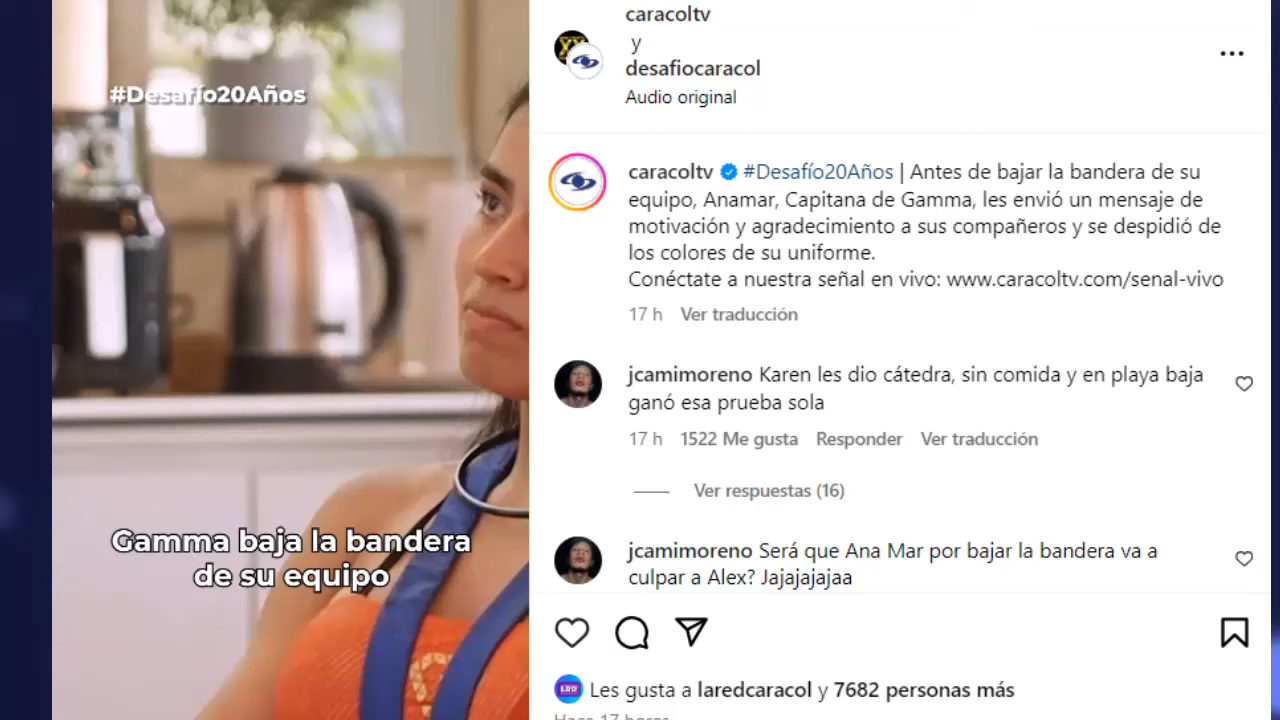 #Desafío20Años
Gamma baja la bandera
de su equipo
caracoltv
y
desafiocaracol
Audio original
caracoltv #Desafío20Años | Antes de bajar la bandera de su
equipo, Anamar, Capitana de Gamma, les envió un mensaje de
motivación y agradecimiento a sus compañeros y se despidió de
los colores de su uniforme.
Conéctate a nuestra señal en vivo: www.caracoltv.com/senal-vivo
17 h Ver traducción
jcamimoreno Karen les dio cátedra, sin comida y en playa baja
ganó esa prueba sola
17 h 1522 Me gusta Responder Ver traducción
Ver respuestas (16)
jcamimoreno Será que Ana Mar por bajar la bandera va a
culpar a Alex? Jajajajajaa
LRD
Les gusta a laredcaracol y 7682 personas más
Hace 17 horas